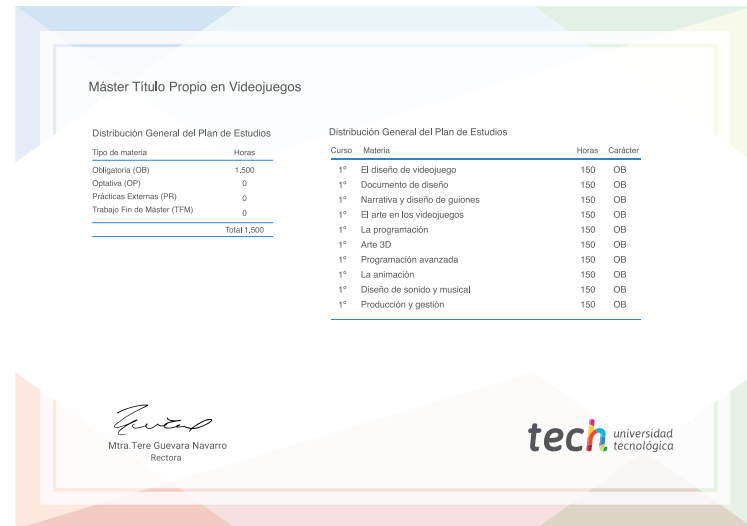 Máster Título Propio en Videojuegos
Distribución General del Plan de Estudios
Tipo de materia Horas
Obligatoria (OB) 1.500
Optativa (OP) 0
Prácticas Externas (PR) 0
Trabajo Fin de Máster (TFM) 0
Total 1.500
Distribución General del Plan de Estudios
Curso Materia Horas Carácter
1º El diseño de videojuego 150 OB
1º Documento de diseño 150 OB
1º Narrativa y diseño de guiones 150 OB
1º El arte en los videojuegos 150 OB
1º La programación 150 OB
1º Arte 3D 150 OB
1º Programación avanzada 150 OB
1º La animación 150 OB
1º Diseño de sonido y musical 150 OB
1º Producción y gestión 150 OB
Mtra.Tere Guevara Navarro
Rectora
tech universidad
tecnológica